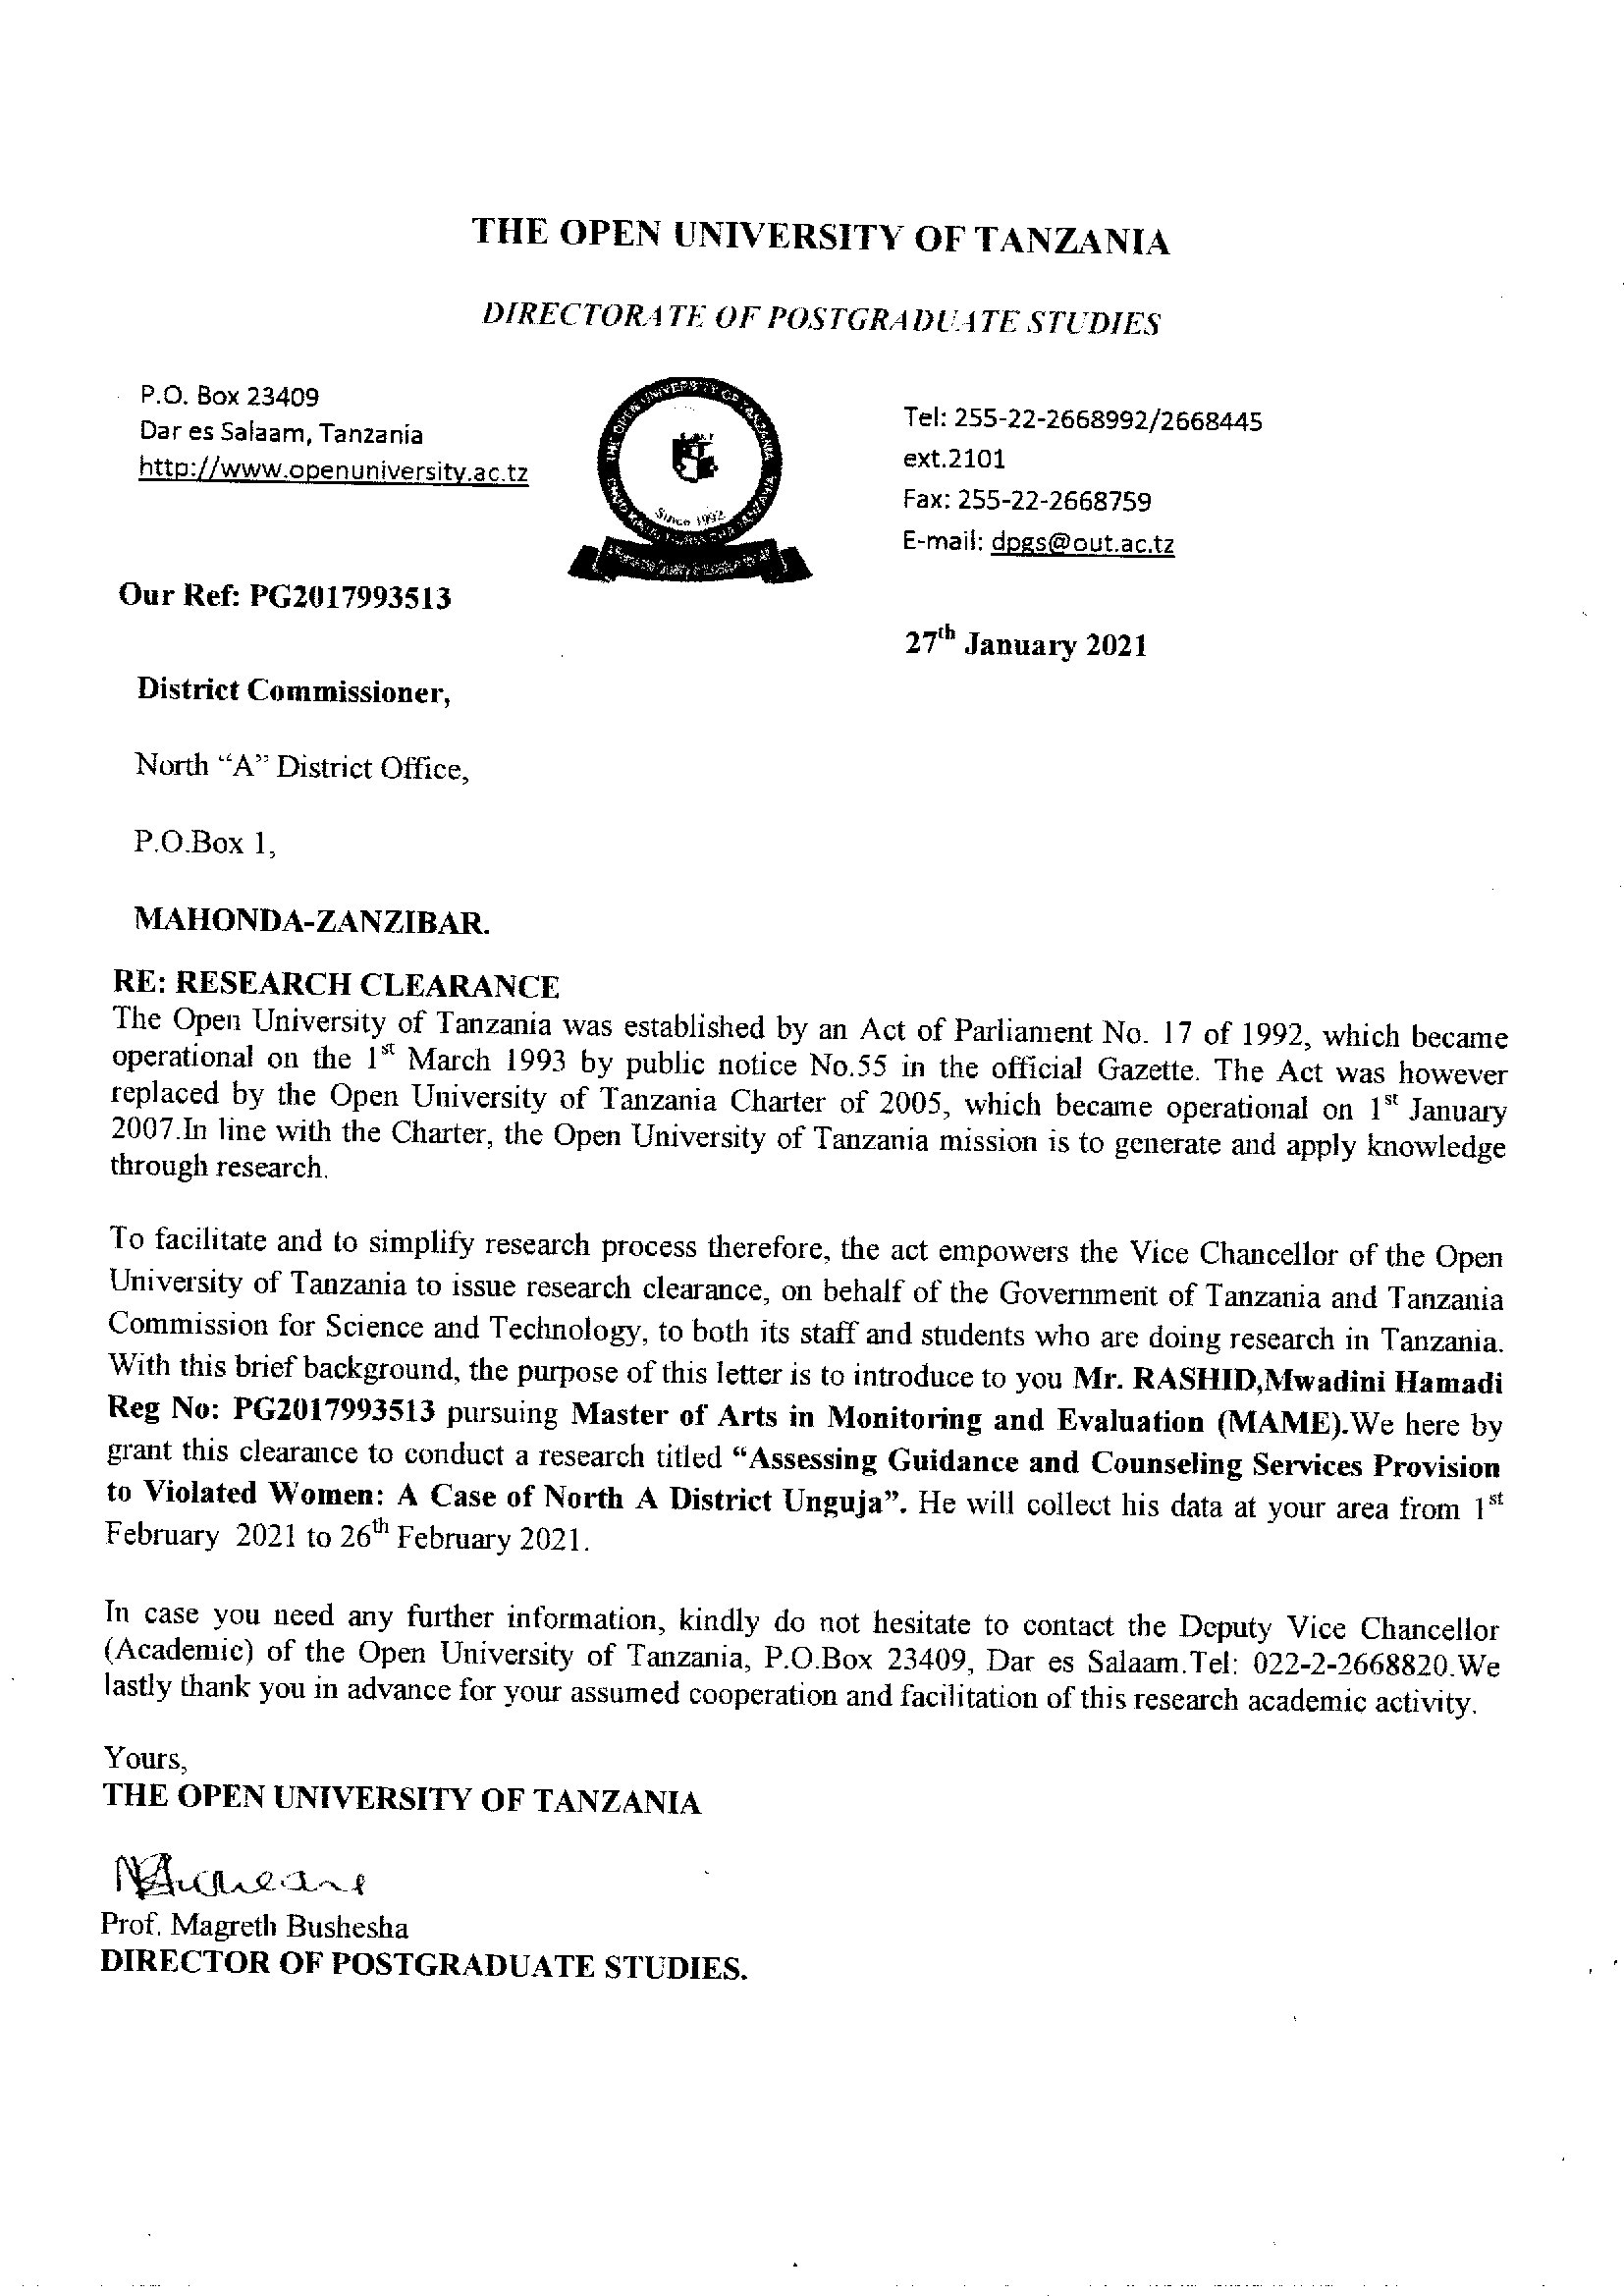 THE OPEN UNIVERSITY OF TANZANIA
DIRECTORATE OF POSTGRADUATE STUDIES
P.O. Box 23409
Dar es Salaam, Tanzania
http://www.openuniversity.ac.tz
THE OPEN UNIVERSITY OF TANZANIA
Since 1992
Tel: 255-22-2668992/2668445
ext.2101
Fax: 255-22-2668759
E-mail: dpgs@out.ac.tz
Our Ref: PG2017993513
27th January 2021
District Commissioner,
North “A” District Office,
P.O.Box 1,
MAHONDA-ZANZIBAR.
RE: RESEARCH CLEARANCE
The Open University of Tanzania was established by an Act of Parliament No. 17 of 1992, which became
operational on the 1st March 1993 by public notice No.55 in the official Gazette. The Act was however
replaced by the Open University of Tanzania Charter of 2005, which became operational on 1st January
2007.In line with the Charter, the Open University of Tanzania mission is to generate and apply knowledge
through research.
To facilitate and to simplify research process therefore, the act empowers the Vice Chancellor of the Open
University of Tanzania to issue research clearance, on behalf of the Government of Tanzania and Tanzania
Commission for Science and Technology, to both its staff and students who are doing research in Tanzania.
With this brief background, the purpose of this letter is to introduce to you Mr. RASHID,Mwadini Hamadi
Reg No: PG2017993513 pursuing Master of Arts in Monitoring and Evaluation (MAME).We here by
grant this clearance to conduct a research titled “Assessing Guidance and Counseling Services Provision
to Violated Women: A Case of North A District Unguja”. He will collect his data at your area from 1st
February 2021 to 26th February 2021.
In case you need any further information, kindly do not hesitate to contact the Deputy Vice Chancellor
(Academic) of the Open University of Tanzania, P.O.Box 23409, Dar es Salaam.Tel: 022-2-2668820.We
lastly thank you in advance for your assumed cooperation and facilitation of this research academic activity.
Yours,
THE OPEN UNIVERSITY OF TANZANIA
Prof. Magreth Bushesha
DIRECTOR OF POSTGRADUATE STUDIES.